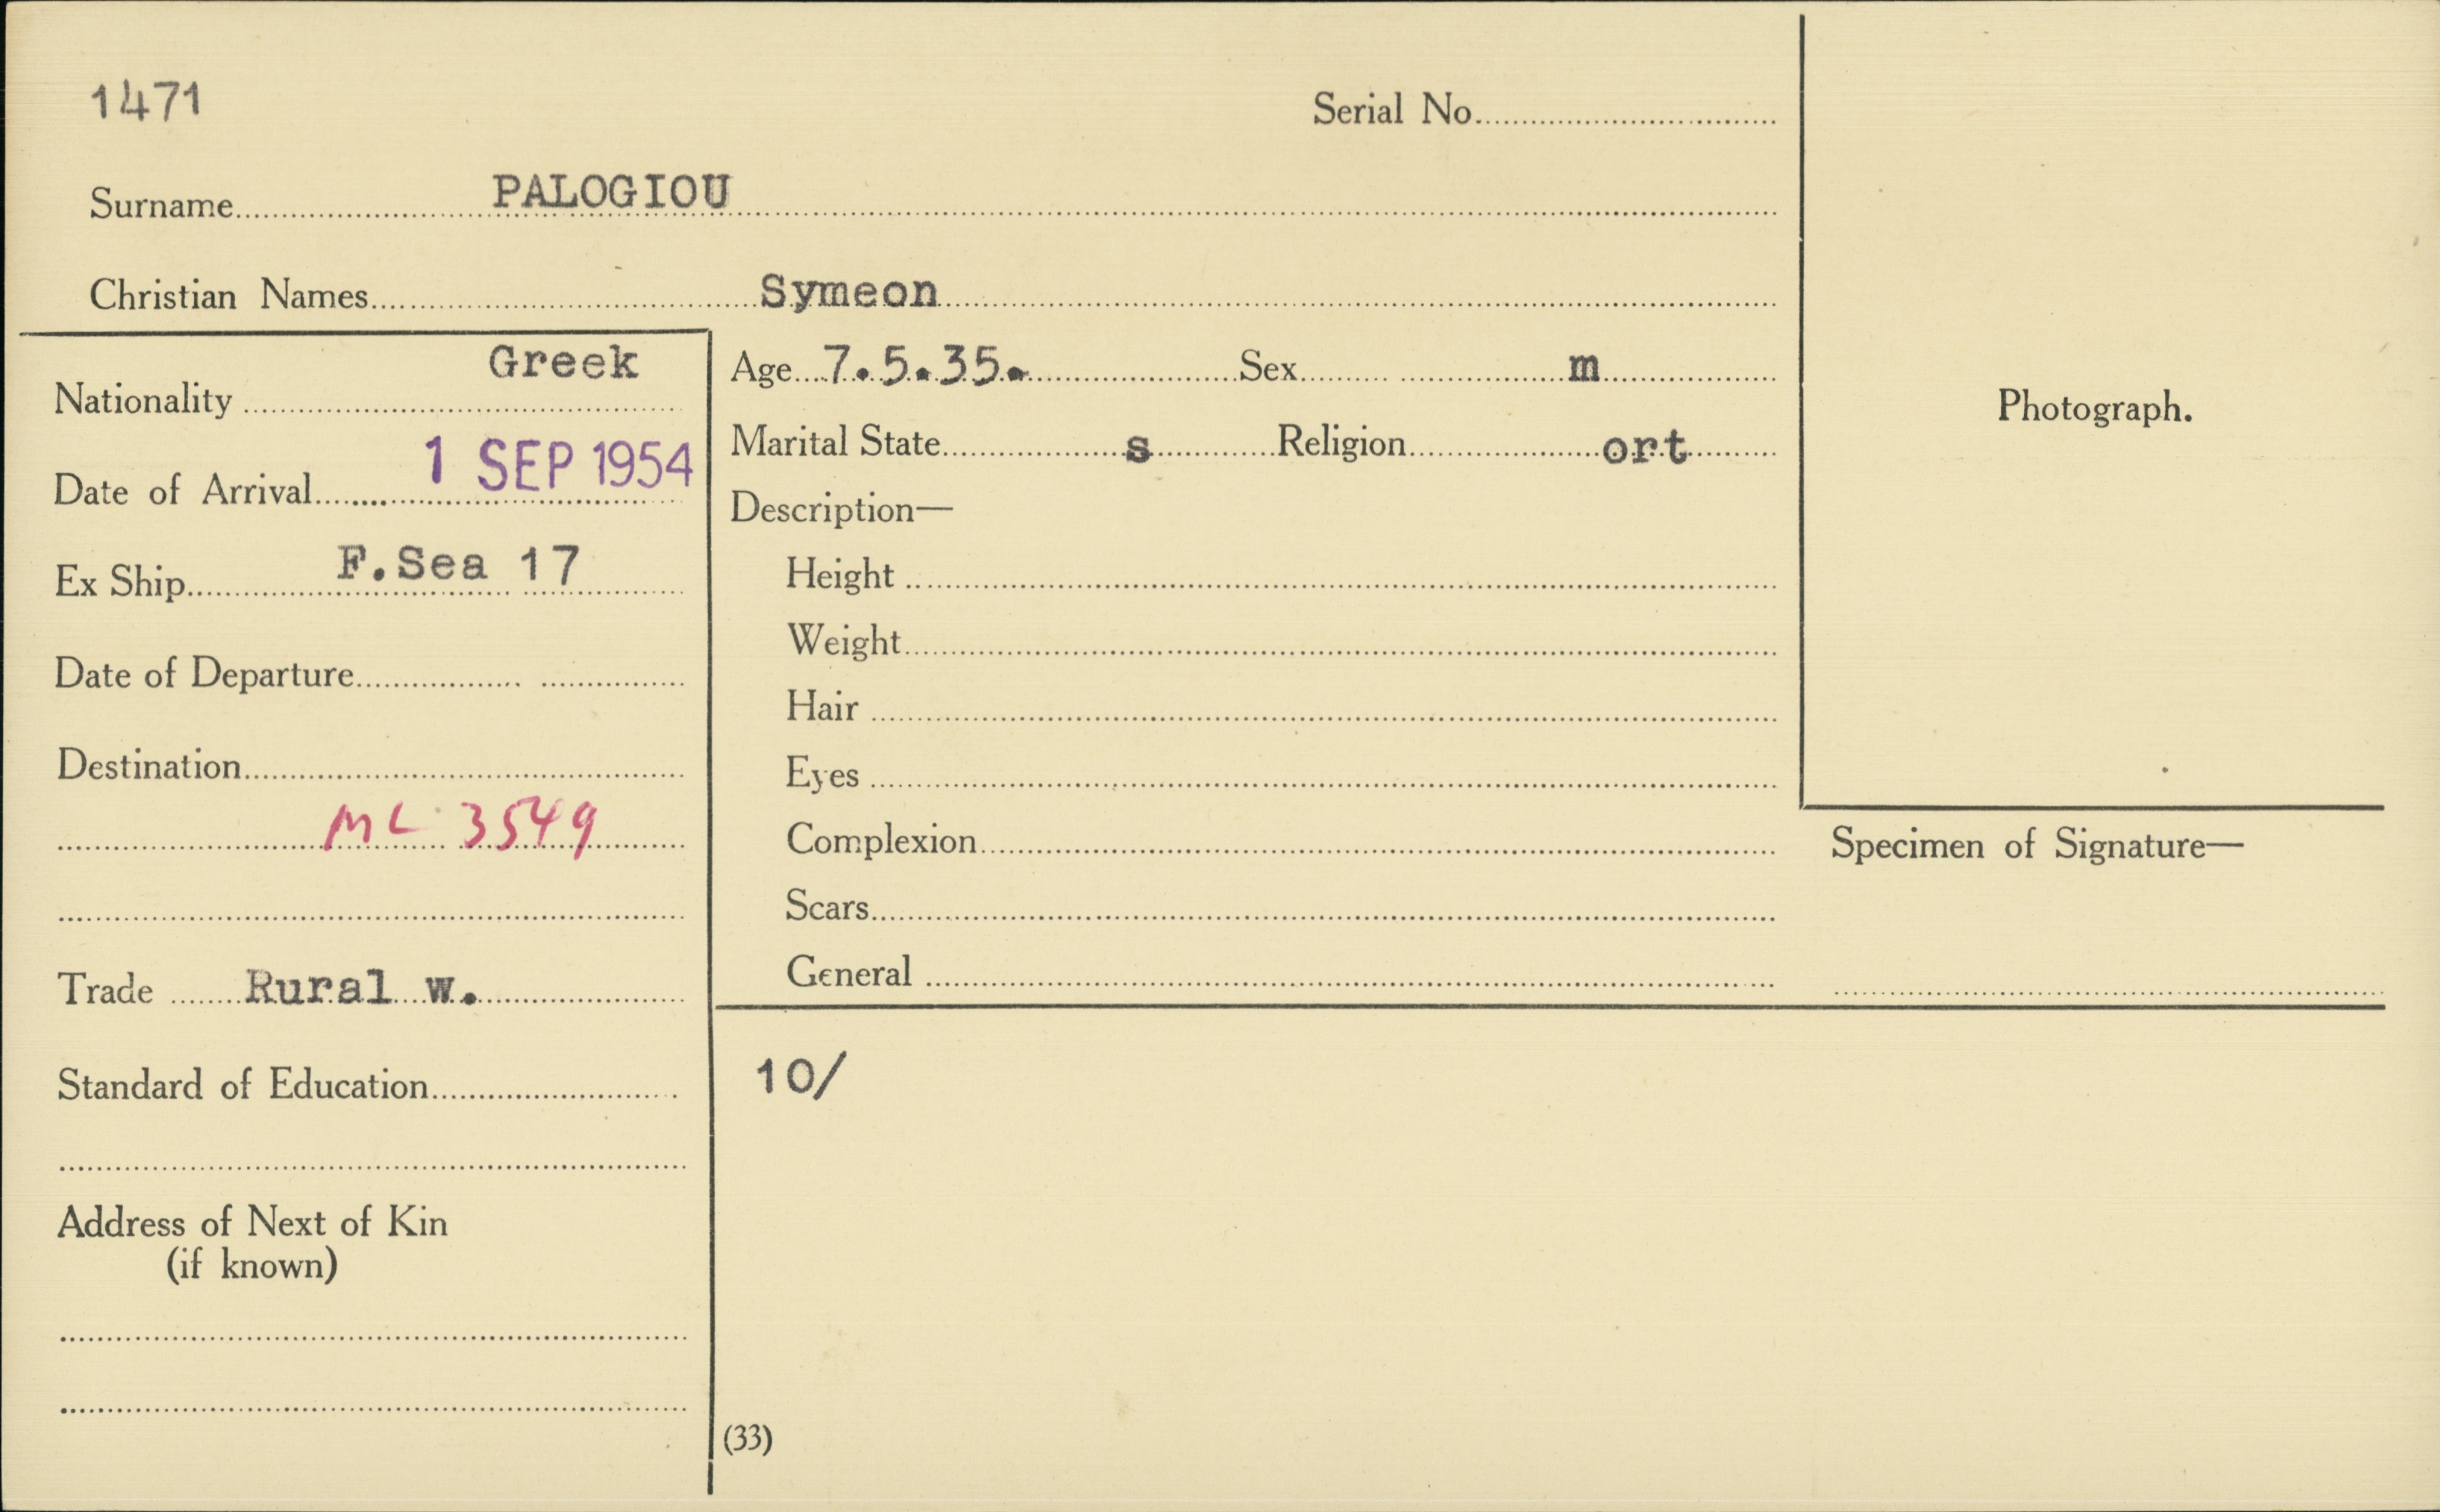 1471
Serial No.
Surname PALOGIOU
Christian Names Symeon
Nationality Greek
Date of Arrival 1 SEP 1954
Ex Ship F.Sea 17
Date of Departure
Destination
ML 3549
Trade Rural w.
Standard of Education
Address of Next of Kin
(if known)
Age 7.5.35. Sex m
Marital State s Religion ort
Description—
Height
Weight
Hair
Eyes
Complexion
Scars
General
Photograph.
Specimen of Signature—
10/
(33)